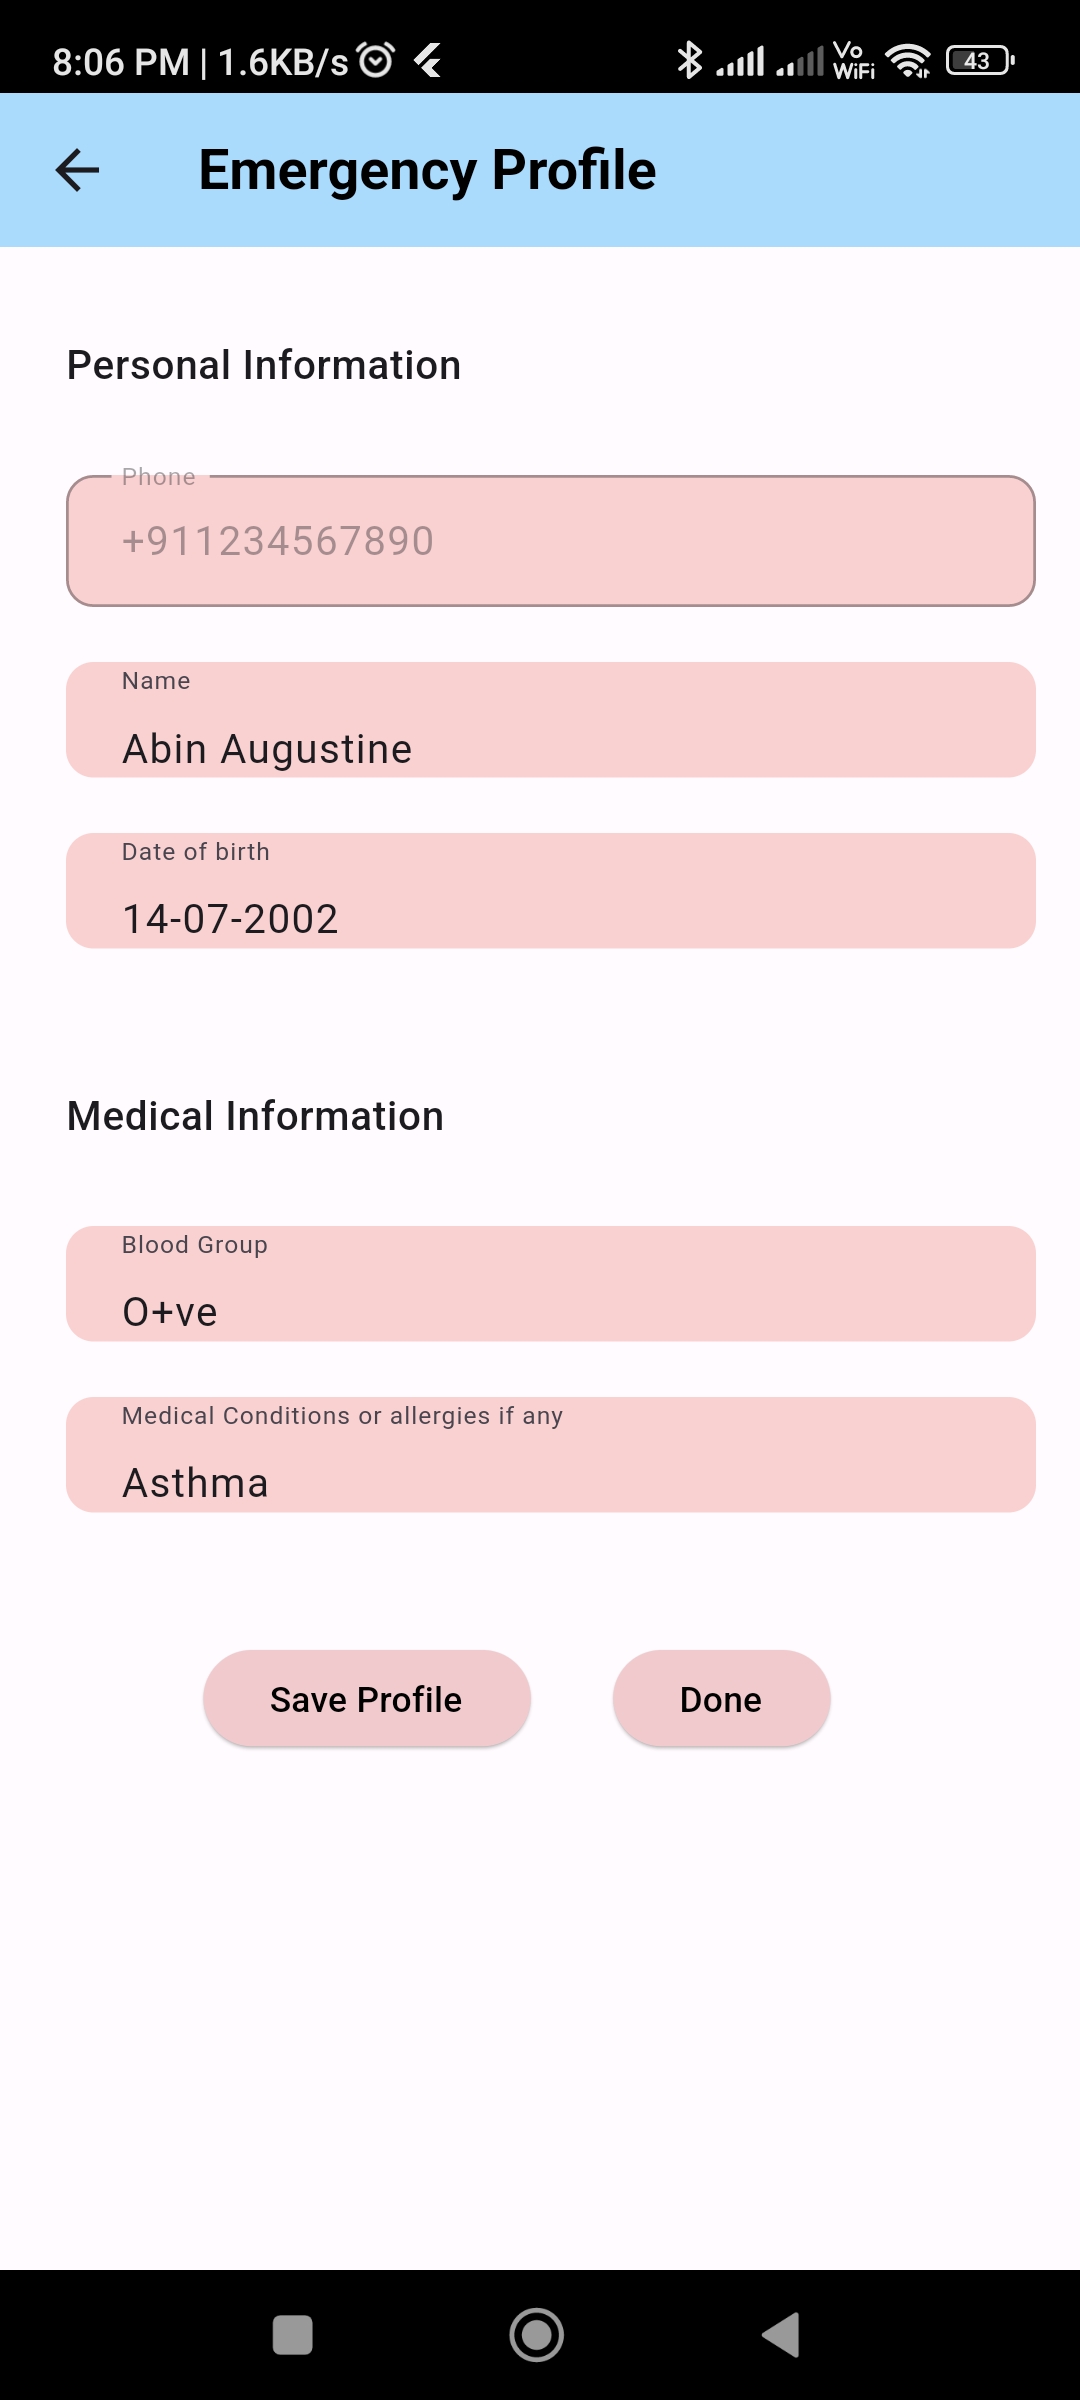 8:06 PM | 1.6KB/s Vo WiFi 43
Emergency Profile
Personal Information
Phone
+911234567890
Name
Abin Augustine
Date of birth
14-07-2002
Medical Information
Blood Group
O+ve
Medical Conditions or allergies if any
Asthma
Save Profile Done